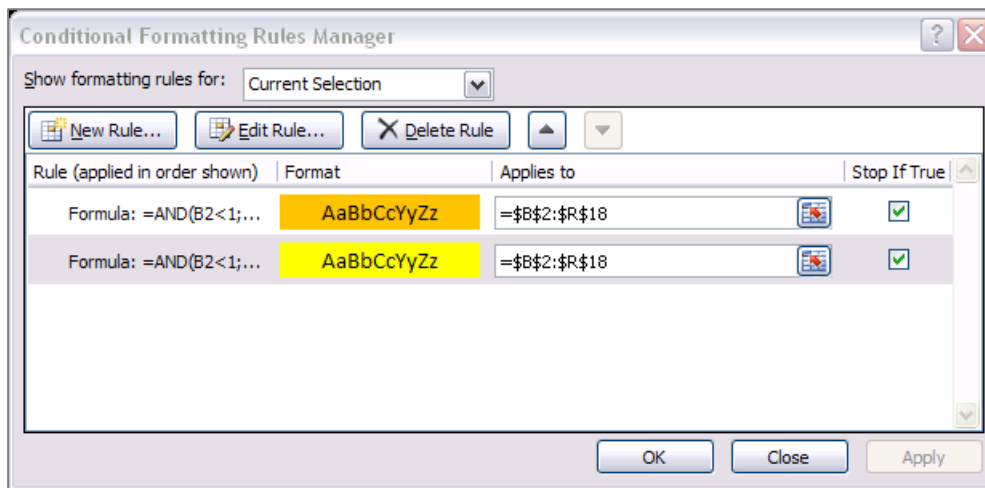 Conditional Formatting Rules Manager
Show formatting rules for: Current Selection
New Rule... Edit Rule... Delete Rule
Rule (applied in order shown) Format Applies to Stop If True
Formula: =AND(B2<1;... AaBbCcYyZz =$B$2:$R$18
Formula: =AND(B2<1;... AaBbCcYyZz =$B$2:$R$18
OK Close Apply